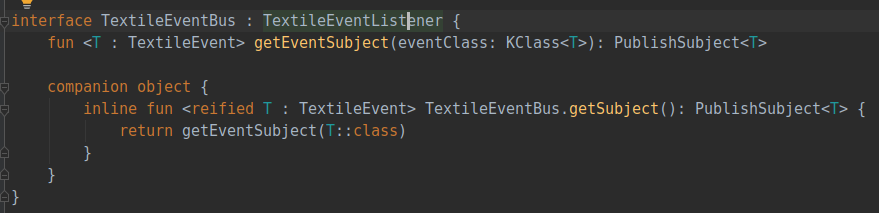 interface TextileEventBus : TextileEventListener {
fun <T : TextileEvent> getEventSubject(eventClass: KClass<T>): PublishSubject<T>
companion object {
inline fun <reified T : TextileEvent> TextileEventBus.getSubject(): PublishSubject<T> {
return getEventSubject(T::class)
}
}
}